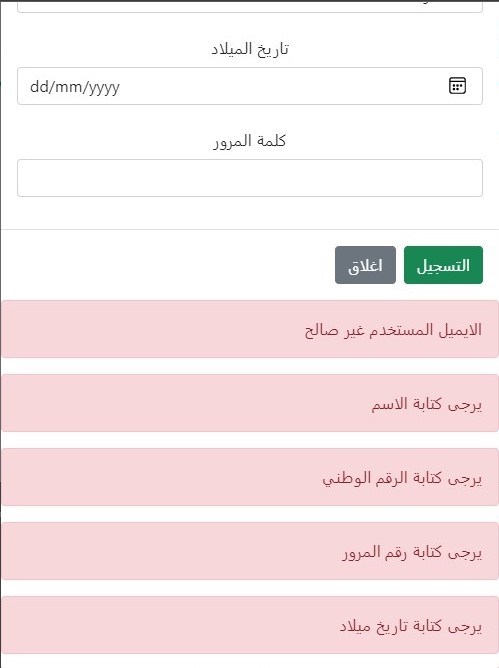 تاريخ الميلاد
dd/mm/yyyy
كلمة المرور
التسجيل اغلاق
الايميل المستخدم غير صالح
يرجى كتابة الاسم
يرجى كتابة الرقم الوطني
يرجى كتابة رقم المرور
يرجى كتابة تاريخ ميلاد